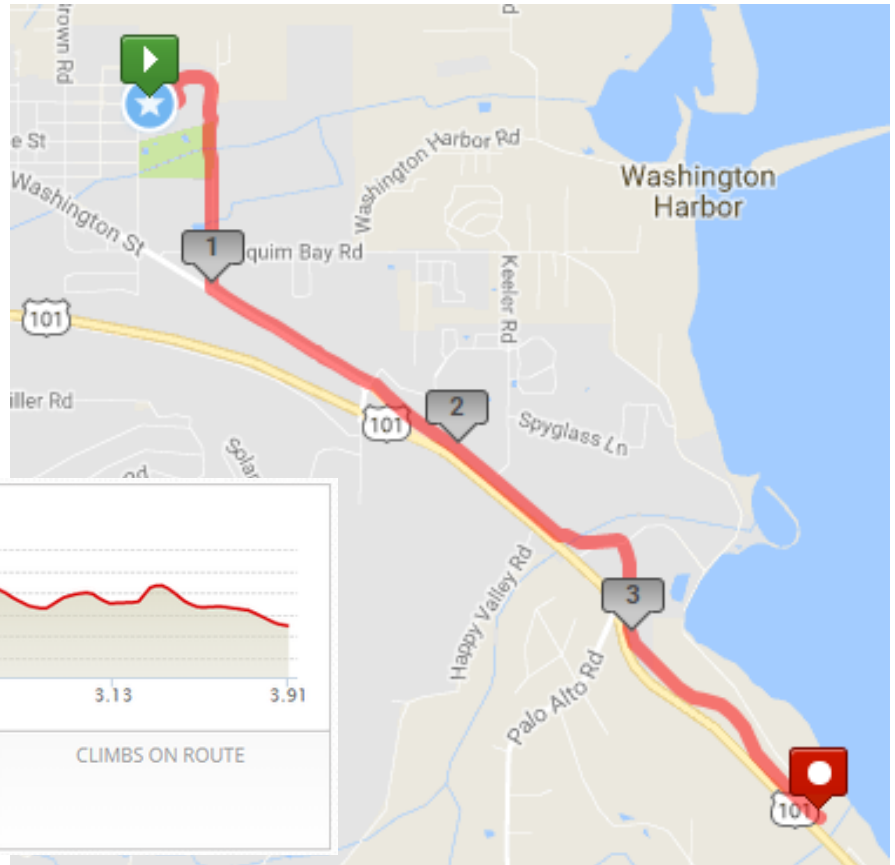 Brown Rd
e St
Washington St
1
quim Bay Rd
Washington Harbor Rd
Washington
Harbor
Keeler Rd
101
iller Rd
101
2
Spyglass Ln
Happy Valley Rd
3
Palo Alto Rd
101
3.13
3.91
CLIMBS ON ROUTE